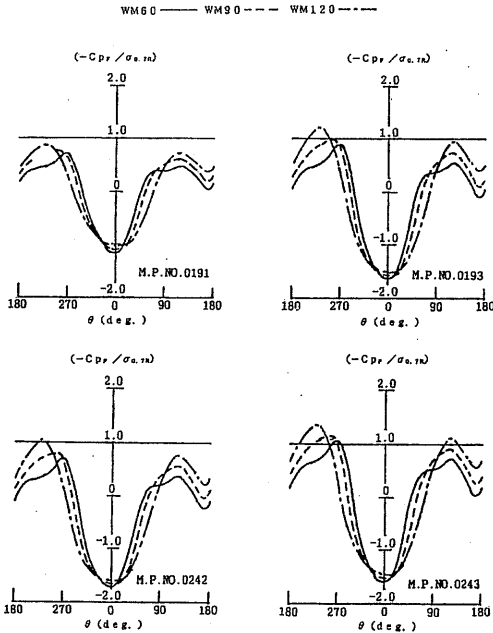 WM60 WM90 WM120
(-Cpᵣ/σ₀.₇ᵣ) (-Cpᵣ/σ₀.₇ᵣ)
2.0 2.0
1.0 1.0
0 0
-1.0 -1.0
M.P.NO.0191 M.P.NO.0193
-2.0 -2.0
180 270 0 90 180 180 270 0 90 180
θ (deg.) θ (deg.)
(-Cpᵣ/σ₀.₇ᵣ) (-Cpᵣ/σ₀.₇ᵣ)
2.0 2.0
1.0 1.0
0 0
-1.0 -1.0
M.P.NO.0242 M.P.NO.0243
-2.0 -2.0
180 270 0 90 180 180 270 0 90 180
θ (deg.) θ (deg.)